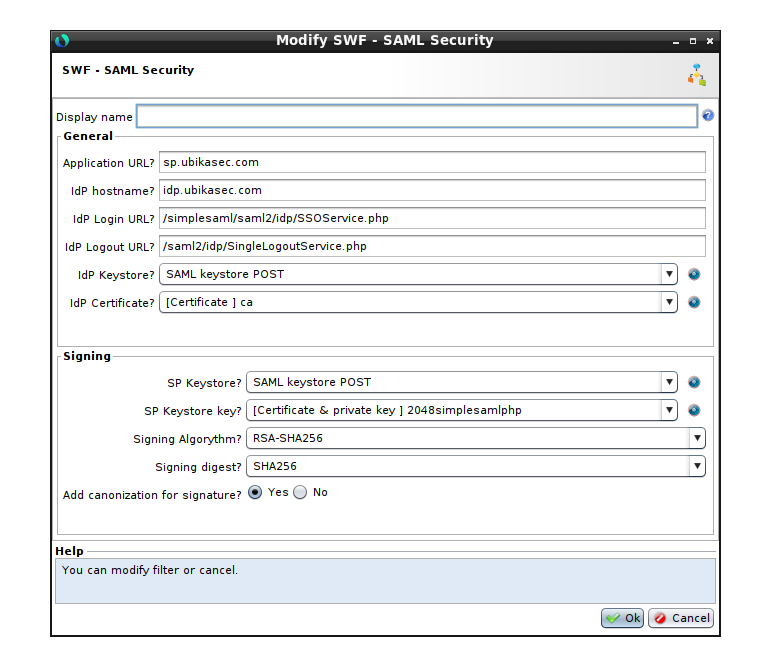 Modify SWF - SAML Security
SWF - SAML Security
Display name
General
Application URL? sp.ubikasec.com
IdP hostname? idp.ubikasec.com
IdP Login URL? /simplesaml/saml2/idp/SSOService.php
IdP Logout URL? /saml2/idp/SingleLogoutService.php
IdP Keystore? SAML keystore POST
IdP Certificate? [Certificate ] ca
Signing
SP Keystore? SAML keystore POST
SP Keystore key? [Certificate & private key ] 2048simplesamlphp
Signing Algorythm? RSA-SHA256
Signing digest? SHA256
Add canonization for signature? Yes No
Help
You can modify filter or cancel.
Ok Cancel